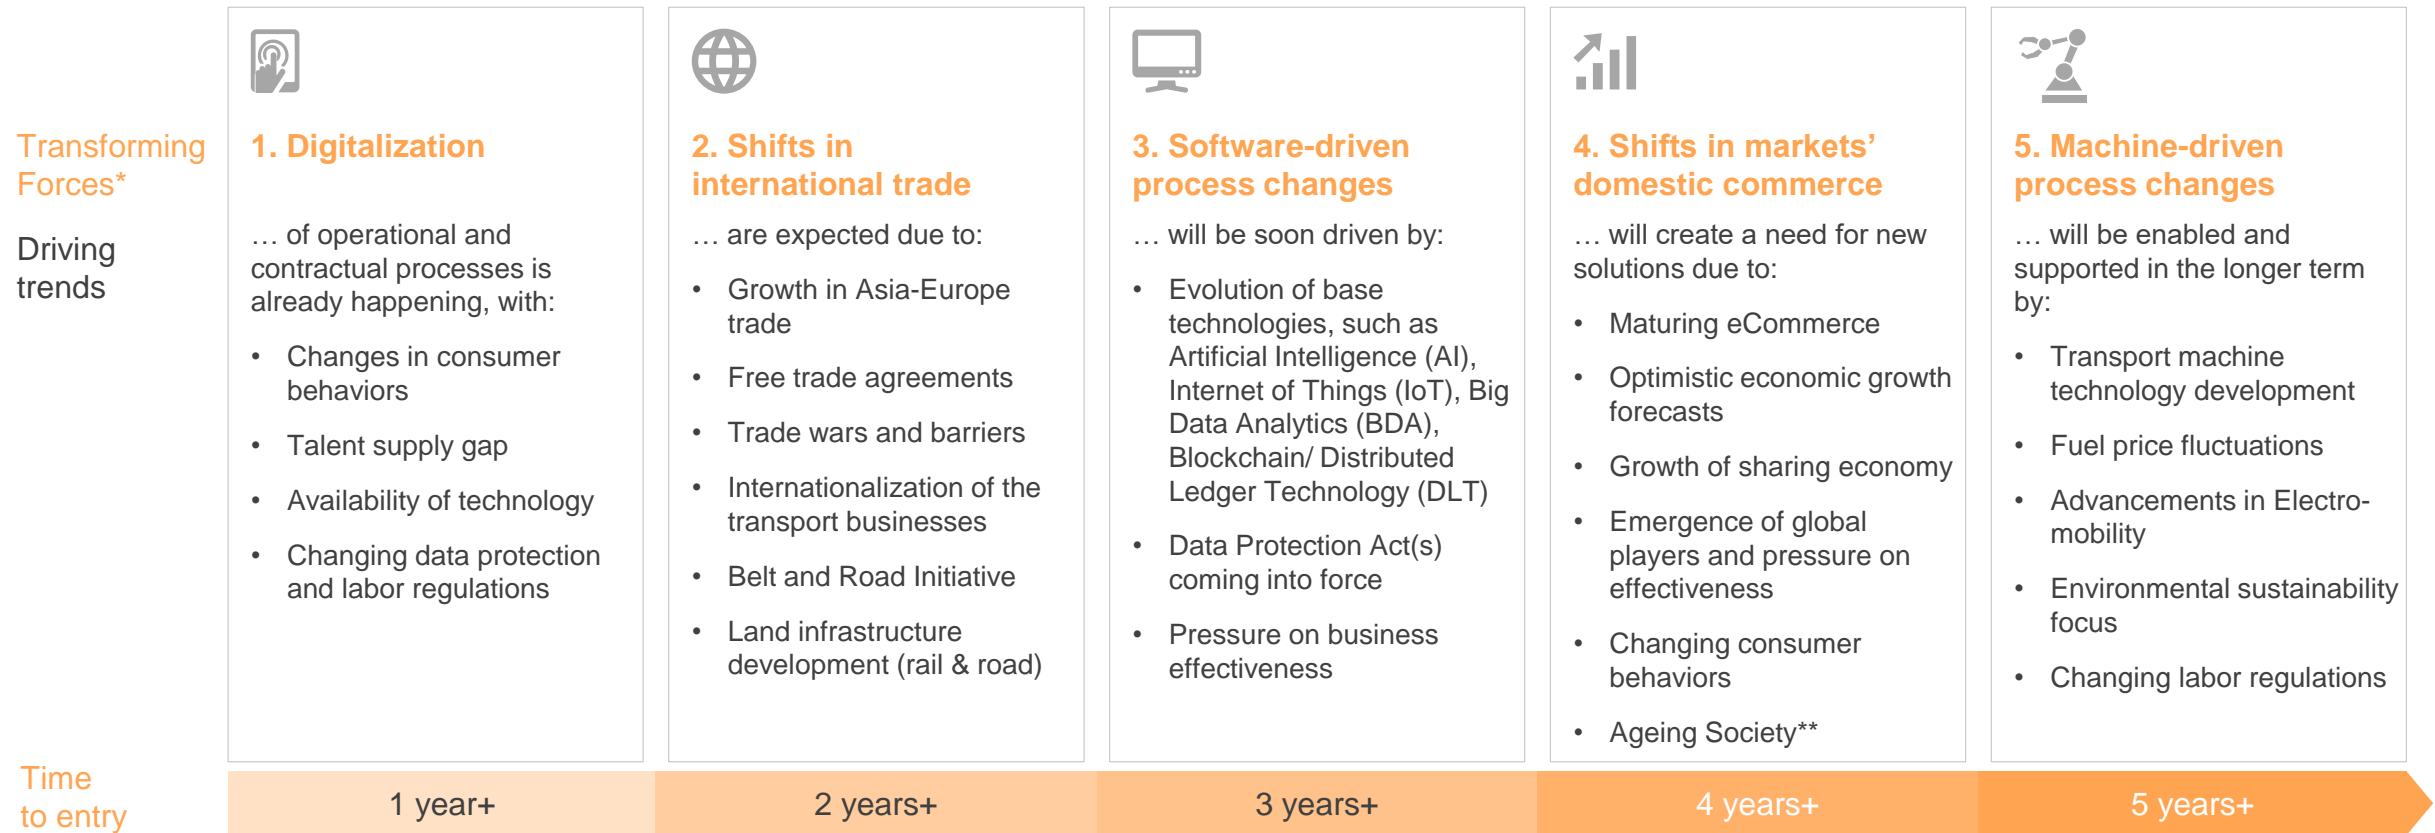 Transforming
Forces*
Driving
trends
1. Digitalization
… of operational and
contractual processes is
already happening, with:
• Changes in consumer
behaviors
• Talent supply gap
• Availability of technology
• Changing data protection
and labor regulations
2. Shifts in
international trade
… are expected due to:
• Growth in Asia-Europe
trade
• Free trade agreements
• Trade wars and barriers
• Internationalization of the
transport businesses
• Belt and Road Initiative
• Land infrastructure
development (rail & road)
3. Software-driven
process changes
… will be soon driven by:
• Evolution of base
technologies, such as
Artificial Intelligence (AI),
Internet of Things (IoT), Big
Data Analytics (BDA),
Blockchain/ Distributed
Ledger Technology (DLT)
• Data Protection Act(s)
coming into force
• Pressure on business
effectiveness
4. Shifts in markets’
domestic commerce
… will create a need for new
solutions due to:
• Maturing eCommerce
• Optimistic economic growth
forecasts
• Growth of sharing economy
• Emergence of global
players and pressure on
effectiveness
• Changing consumer
behaviors
• Ageing Society**
5. Machine-driven
process changes
… will be enabled and
supported in the longer term
by:
• Transport machine
technology development
• Fuel price fluctuations
• Advancements in Electro-
mobility
• Environmental sustainability
focus
• Changing labor regulations
Time
to entry
1 year+
2 years+
3 years+
4 years+
5 years+